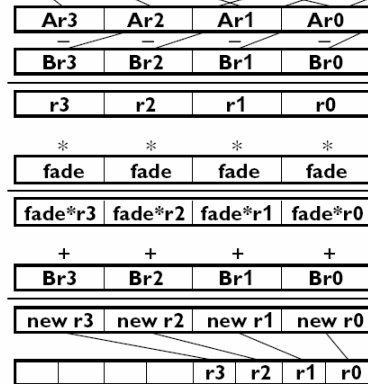 Ar3 Ar2 Ar1 Ar0
– – – –
Br3 Br2 Br1 Br0
r3 r2 r1 r0
* * * *
fade fade fade fade
fade*r3 fade*r2 fade*r1 fade*r0
+ + + +
Br3 Br2 Br1 Br0
new r3 new r2 new r1 new r0
r3 r2 r1 r0